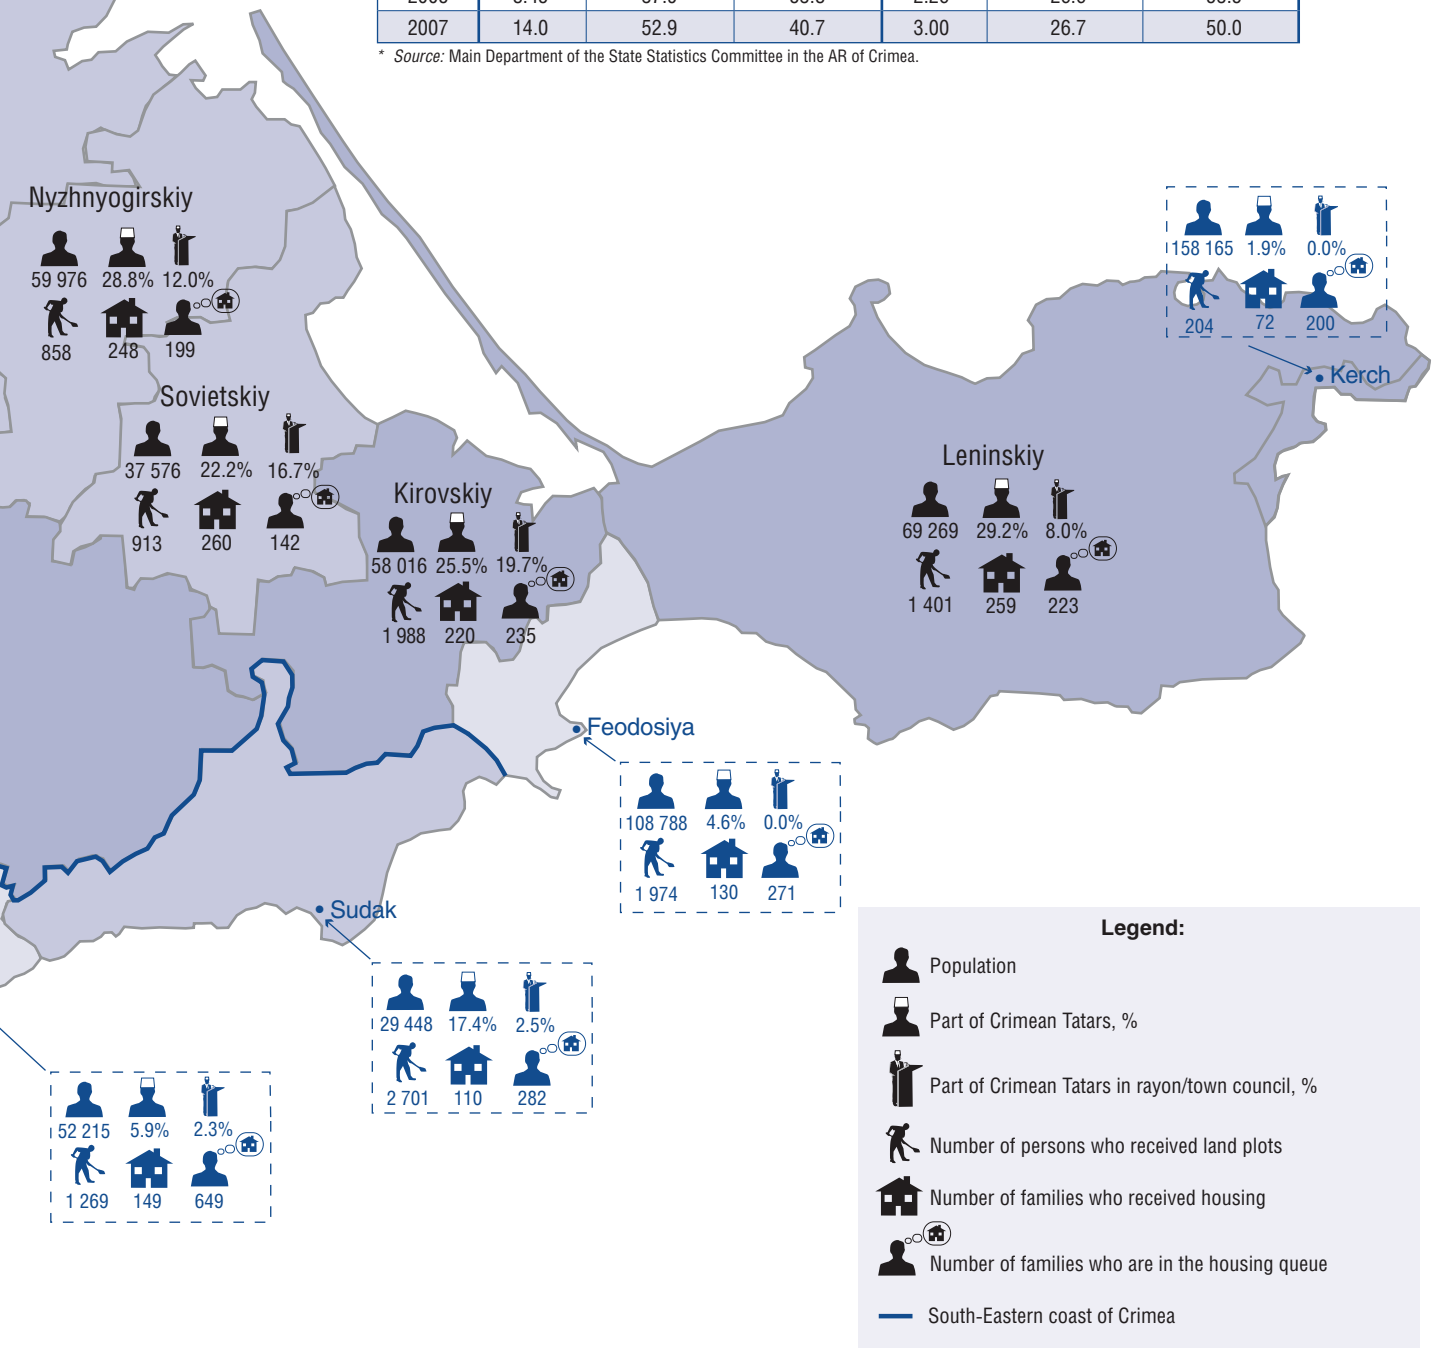 2007 14.0 52.9 40.7 3.00 26.7 50.0
* Source: Main Department of the State Statistics Committee in the AR of Crimea.
Nyzhnyogirskiy
59 976 28.8% 12.0%
858 248 199
Sovietskiy
37 576 22.2% 16.7%
913 260 142
Kirovskiy
58 016 25.5% 19.7%
1 988 220 235
Leninskiy
69 269 29.2% 8.0%
1 401 259 223
158 165 1.9% 0.0%
204 72 200
Kerch
Feodosiya
108 788 4.6% 0.0%
1 974 130 271
Sudak
29 448 17.4% 2.5%
2 701 110 282
52 215 5.9% 2.3%
1 269 149 649
Legend:
Population
Part of Crimean Tatars, %
Part of Crimean Tatars in rayon/town council, %
Number of persons who received land plots
Number of families who received housing
Number of families who are in the housing queue
South-Eastern coast of Crimea